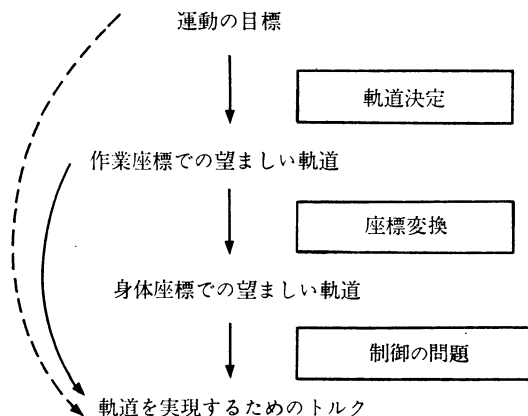 運動の目標
軌道決定
作業座標での望ましい軌道
座標変換
身体座標での望ましい軌道
制御の問題
軌道を実現するためのトルク